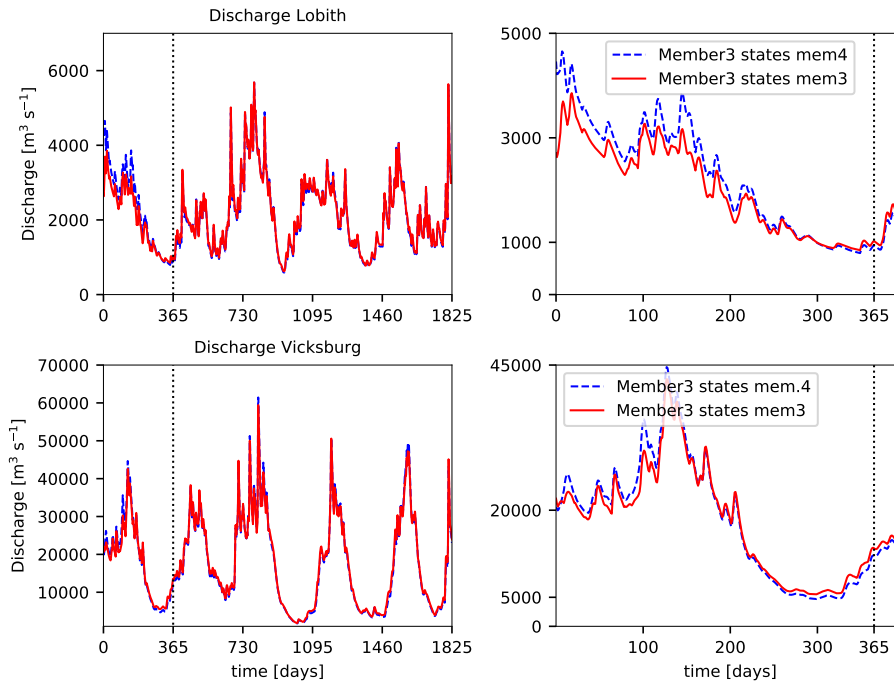 Discharge Lobith
Discharge [m³ s⁻¹]
6000
4000
2000
0
0 365 730 1095 1460 1825
5000
3000
1000
0
0 100 200 300 365
Member3 states mem4
Member3 states mem3
Discharge Vicksburg
Discharge [m³ s⁻¹]
70000
60000
50000
40000
30000
20000
10000
0 365 730 1095 1460 1825
time [days]
45000
20000
5000
0
100 200 300 365
time [days]
Member3 states mem.4
Member3 states mem3